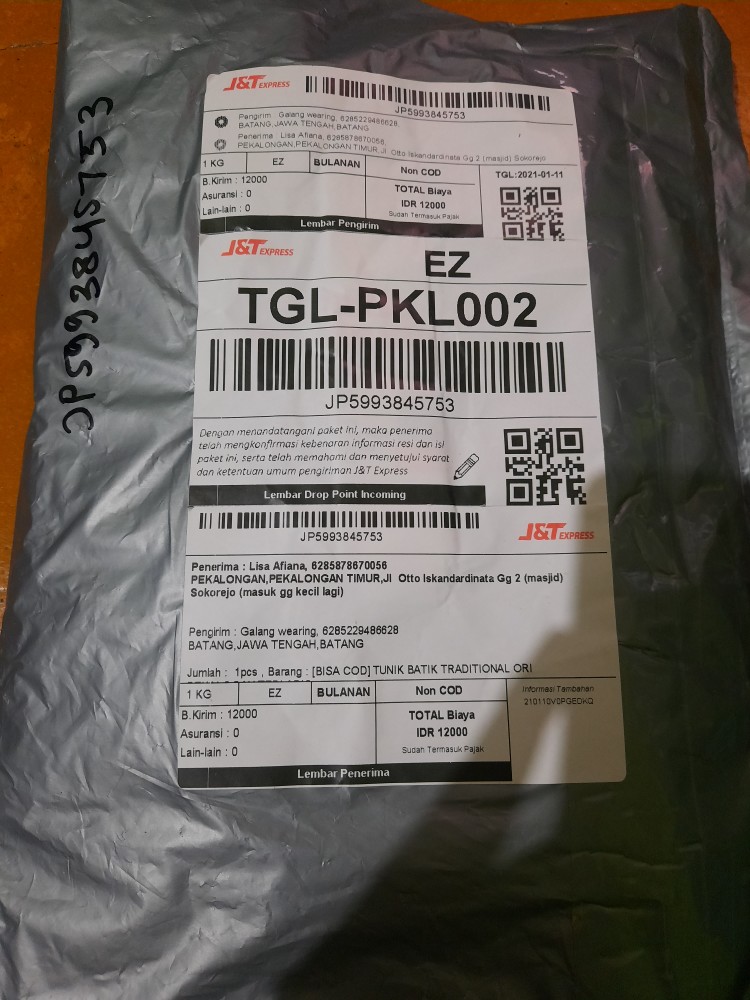 JP5993845753
J&T EXPRESS
JP5993845753
Pengirim : Galang wearing, 6285229486628,
BATANG,JAWA TENGAH,BATANG
Penerima : Lisa Afiana, 6285878670056,
PEKALONGAN,PEKALONGAN TIMUR,Jl Otto Iskandardinata Gg 2 (masjid) Sokorejo
1 KG EZ BULANAN Non COD TGL:2021-01-11
B.Kirim : 12000
Asuransi : 0
Lain-lain : 0
TOTAL Biaya
IDR 12000
Sudah Termasuk Pajak
Lembar Pengirim
J&T EXPRESS
EZ
TGL-PKL002
JP5993845753
Dengan menandatangani paket ini, maka penerima
telah mengkonfirmasi kebenaran informasi resi dan isi
paket ini, serta telah memahami dan menyetujui syarat
dan ketentuan umum pengiriman J&T Express
Lembar Drop Point Incoming
JP5993845753
J&T EXPRESS
Penerima : Lisa Afiana, 6285878670056
PEKALONGAN,PEKALONGAN TIMUR,Jl Otto Iskandardinata Gg 2 (masjid)
Sokorejo (masuk gg kecil lagi)
Pengirim : Galang wearing, 6285229486628
BATANG,JAWA TENGAH,BATANG
Jumlah : 1pcs , Barang : [BISA COD] TUNIK BATIK TRADITIONAL ORI
1 KG EZ BULANAN Non COD
B.Kirim : 12000
Asuransi : 0
Lain-lain : 0
TOTAL Biaya
IDR 12000
Sudah Termasuk Pajak
Informasi Tambahan
210110V0PGEDKQ
Lembar Penerima